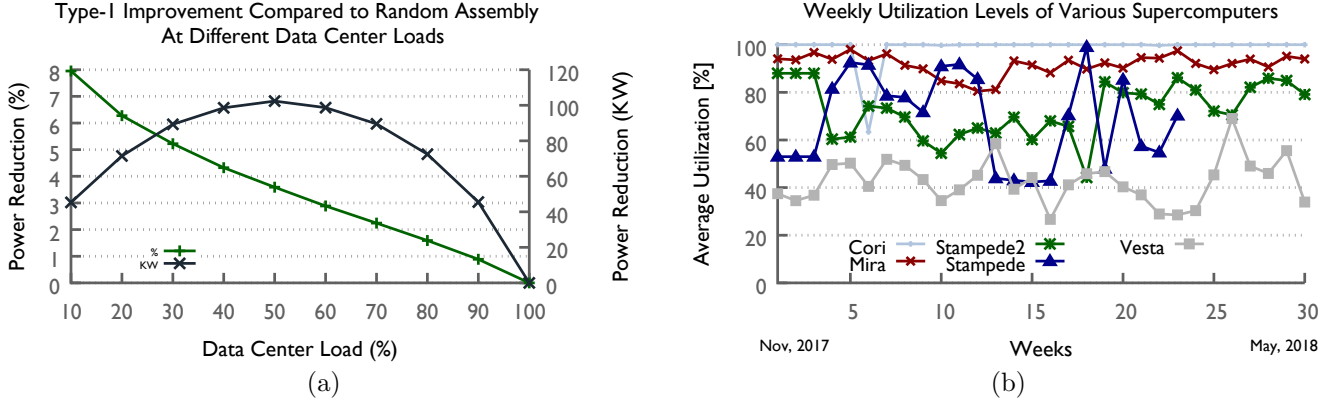 Type-1 Improvement Compared to Random Assembly
At Different Data Center Loads
Power Reduction (%)
8
7
6
5
4
3
2
1
0
120
100
80
60
40
20
0
Power Reduction (KW)
%
KW
10 20 30 40 50 60 70 80 90 100
Data Center Load (%)
(a)
Weekly Utilization Levels of Various Supercomputers
Average Utilization [%]
100
80
60
40
20
0
Cori Stampede2 Vesta
Mira Stampede
5 10 15 20 25 30
Nov, 2017 Weeks May, 2018
(b)